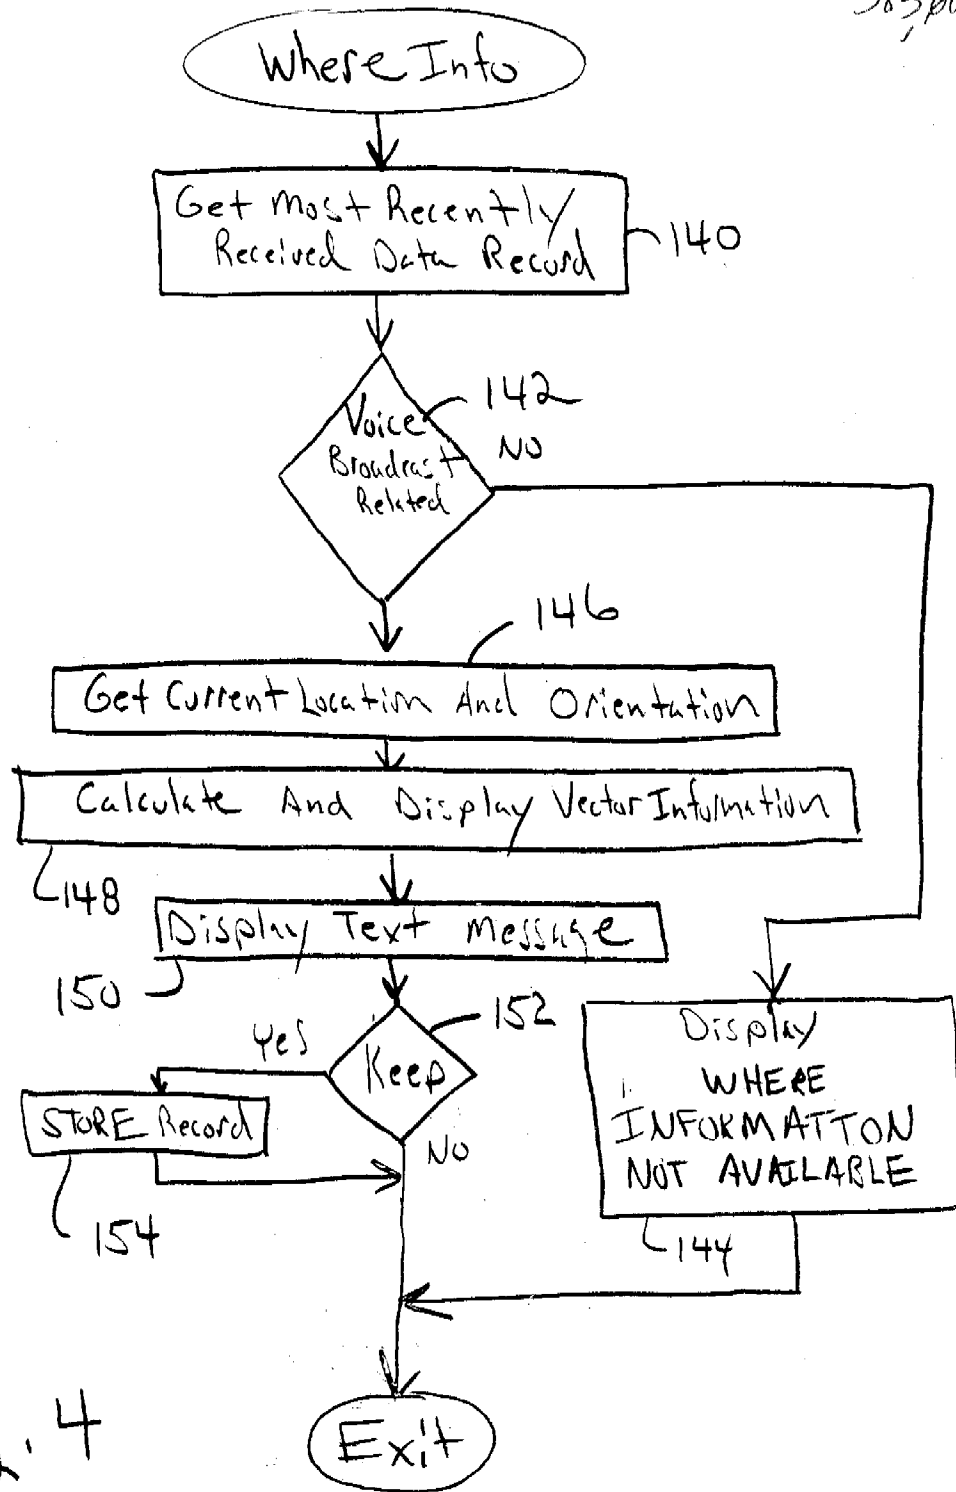 Where Info
Get Most Recently
Received Data Record
140
142
Voice
Broadcast
Related
NO
146
Get Current Location And Orientation
Calculate And Display Vector Information
148
Display Text Message
150
152
Yes
Keep
STORE Record
NO
154
Display
WHERE
INFORMATION
NOT AVAILABLE
144
Exit
. 4